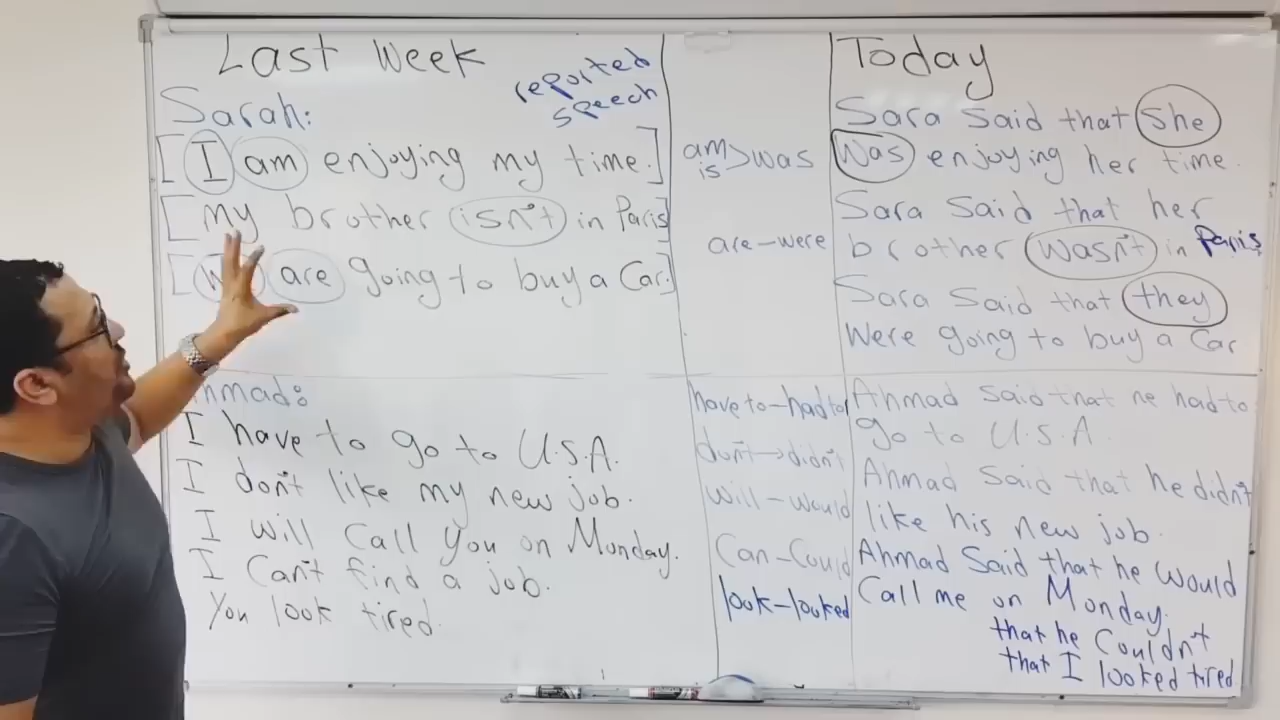 Last Week
reported
speech
Sarah:
[I am enjoying my time.]
[My brother isn't in Paris]
[We are going to buy a Car.]
am
is >was
are-were
Today
Sara Said that She
Was enjoying her time.
Sara Said that her
brother wasn't in Paris.
Sara Said that they
Were going to buy a Car
hmad:
I have to go to U.S.A.
I don't like my new job.
I will Call You on Monday.
I Can't find a job.
You look tired.
have to-had to
don't→didn't
will-would
Can-Could
look-looked
Ahmad Said that he had to
go to U.S.A.
Ahmad Said that he didn't
like his new job.
Ahmad Said that he Would
Call me on Monday.
that he Couldn't
that I looked tired